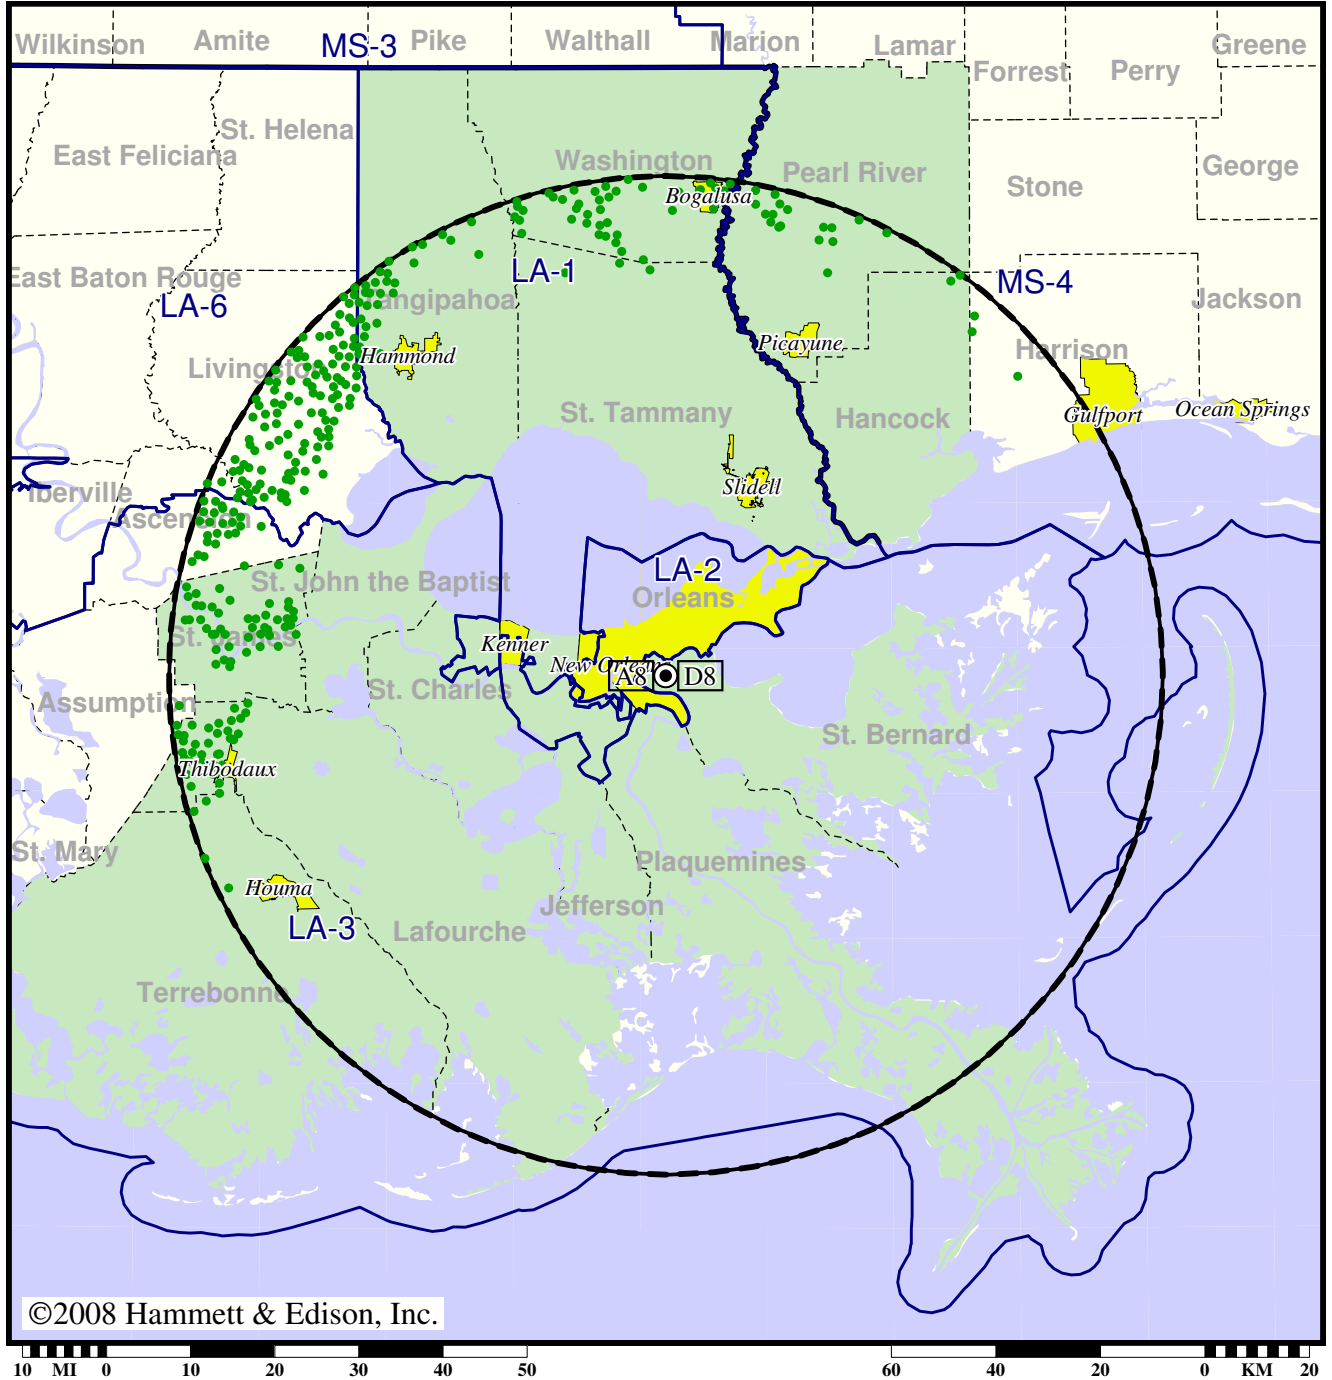 Wilkinson
Amite
MS-3
Pike
Walthall
Marion
Lamar
Greene
Forrest
Perry
St. Helena
East Feliciana
Washington
Pearl River
George
Stone
Bogalusa
East Baton Rouge
LA-6
LA-1
Tangipahoa
MS-4
Jackson
Hammond
Picayune
Harrison
Livingston
St. Tammany
Hancock
Gulfport
Ocean Springs
Slidell
Iberville
Ascension
LA-2
St. John the Baptist
Orleans
St. James
Kenner
New Orleans
A8
D8
Assumption
St. Charles
St. Bernard
Thibodaux
St. Mary
Plaquemines
Houma
LA-3
Jefferson
Lafourche
Terrebonne
©2008 Hammett & Edison, Inc.
10 MI 0 10 20 30 40 50
60 40 20 0 KM 20